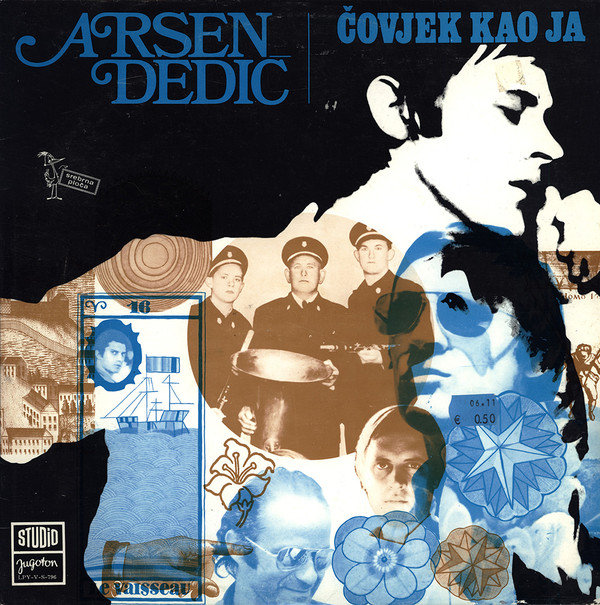 ARSEN
DEDIĆ
ČOVJEK KAO JA
srebrna
ploča
16
06.11
€ 0.50
STUDIO
Jugoton
LPY-V-S-796
Le Vaisseau